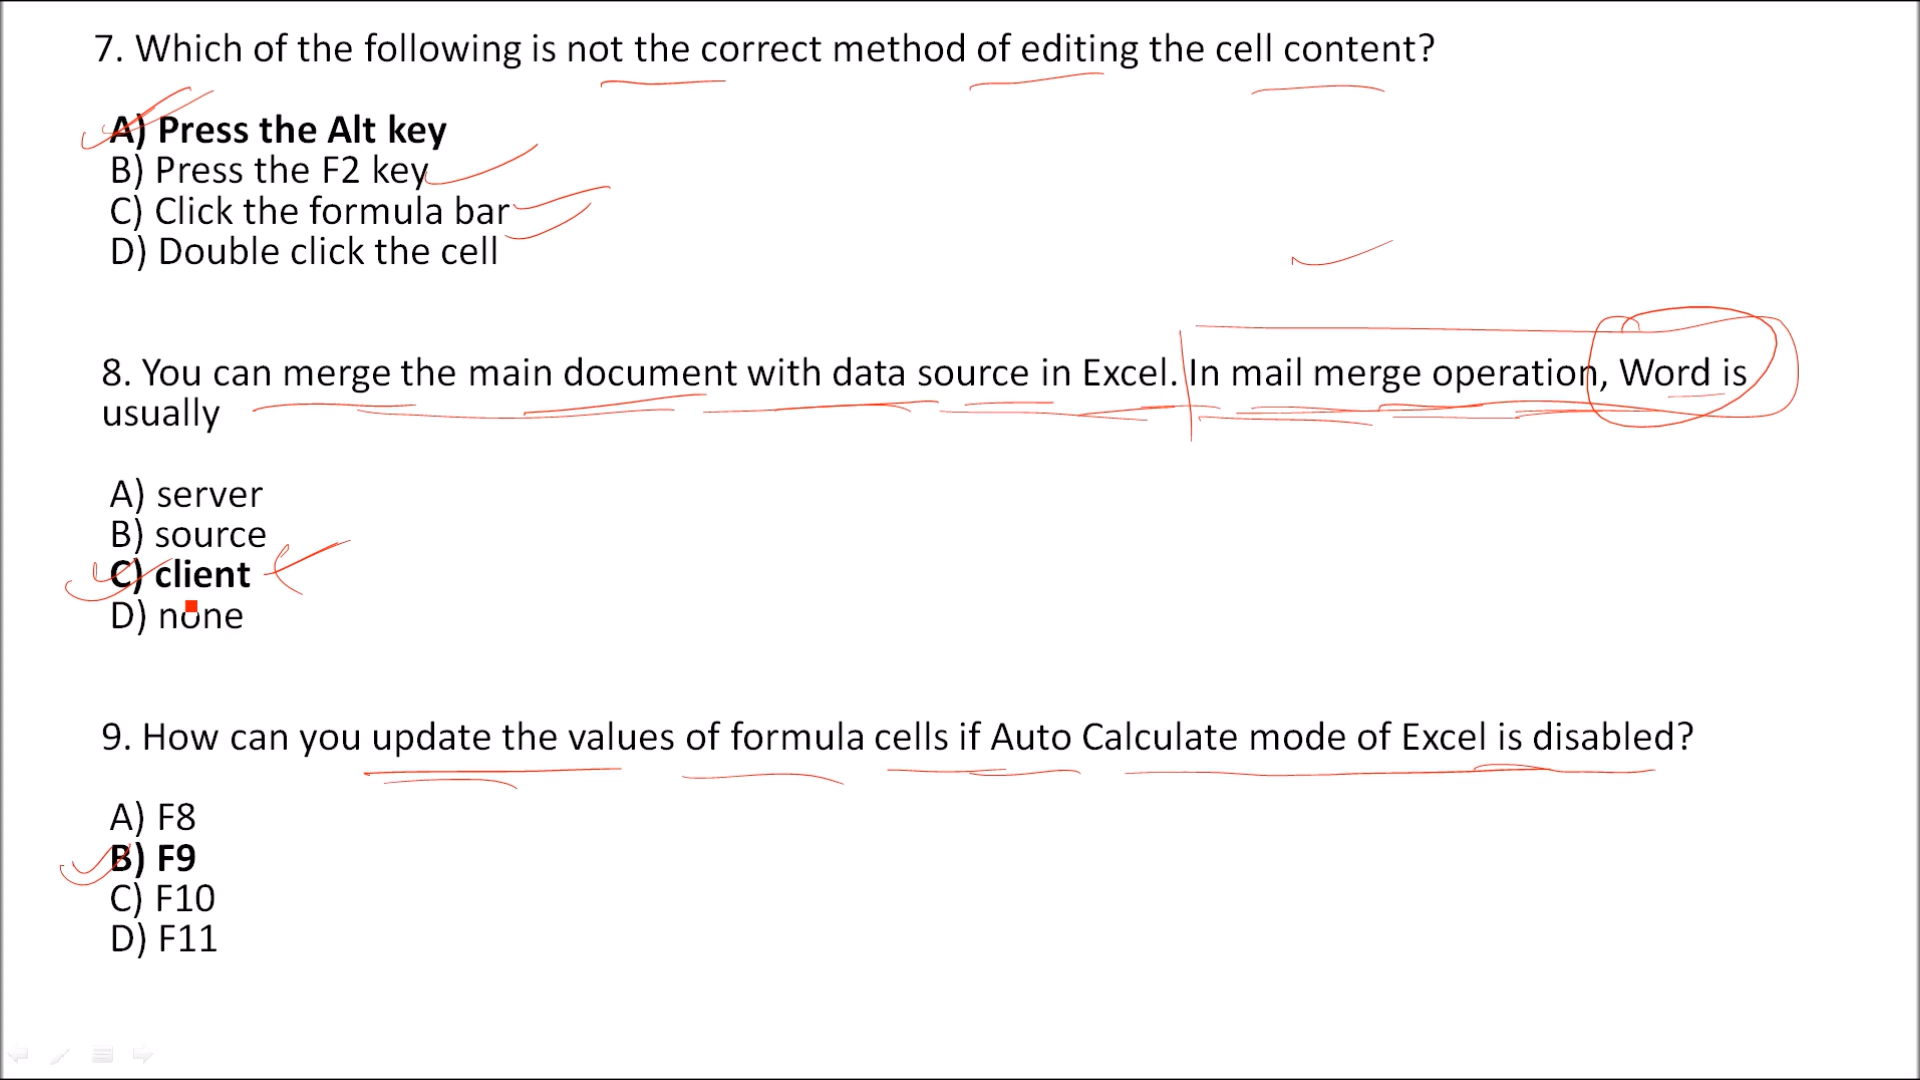 7. Which of the following is not the correct method of editing the cell content?
A) Press the Alt key
B) Press the F2 key
C) Click the formula bar
D) Double click the cell
8. You can merge the main document with data source in Excel. In mail merge operation, Word is
usually
A) server
B) source
C) client
D) none
9. How can you update the values of formula cells if Auto Calculate mode of Excel is disabled?
A) F8
B) F9
C) F10
D) F11